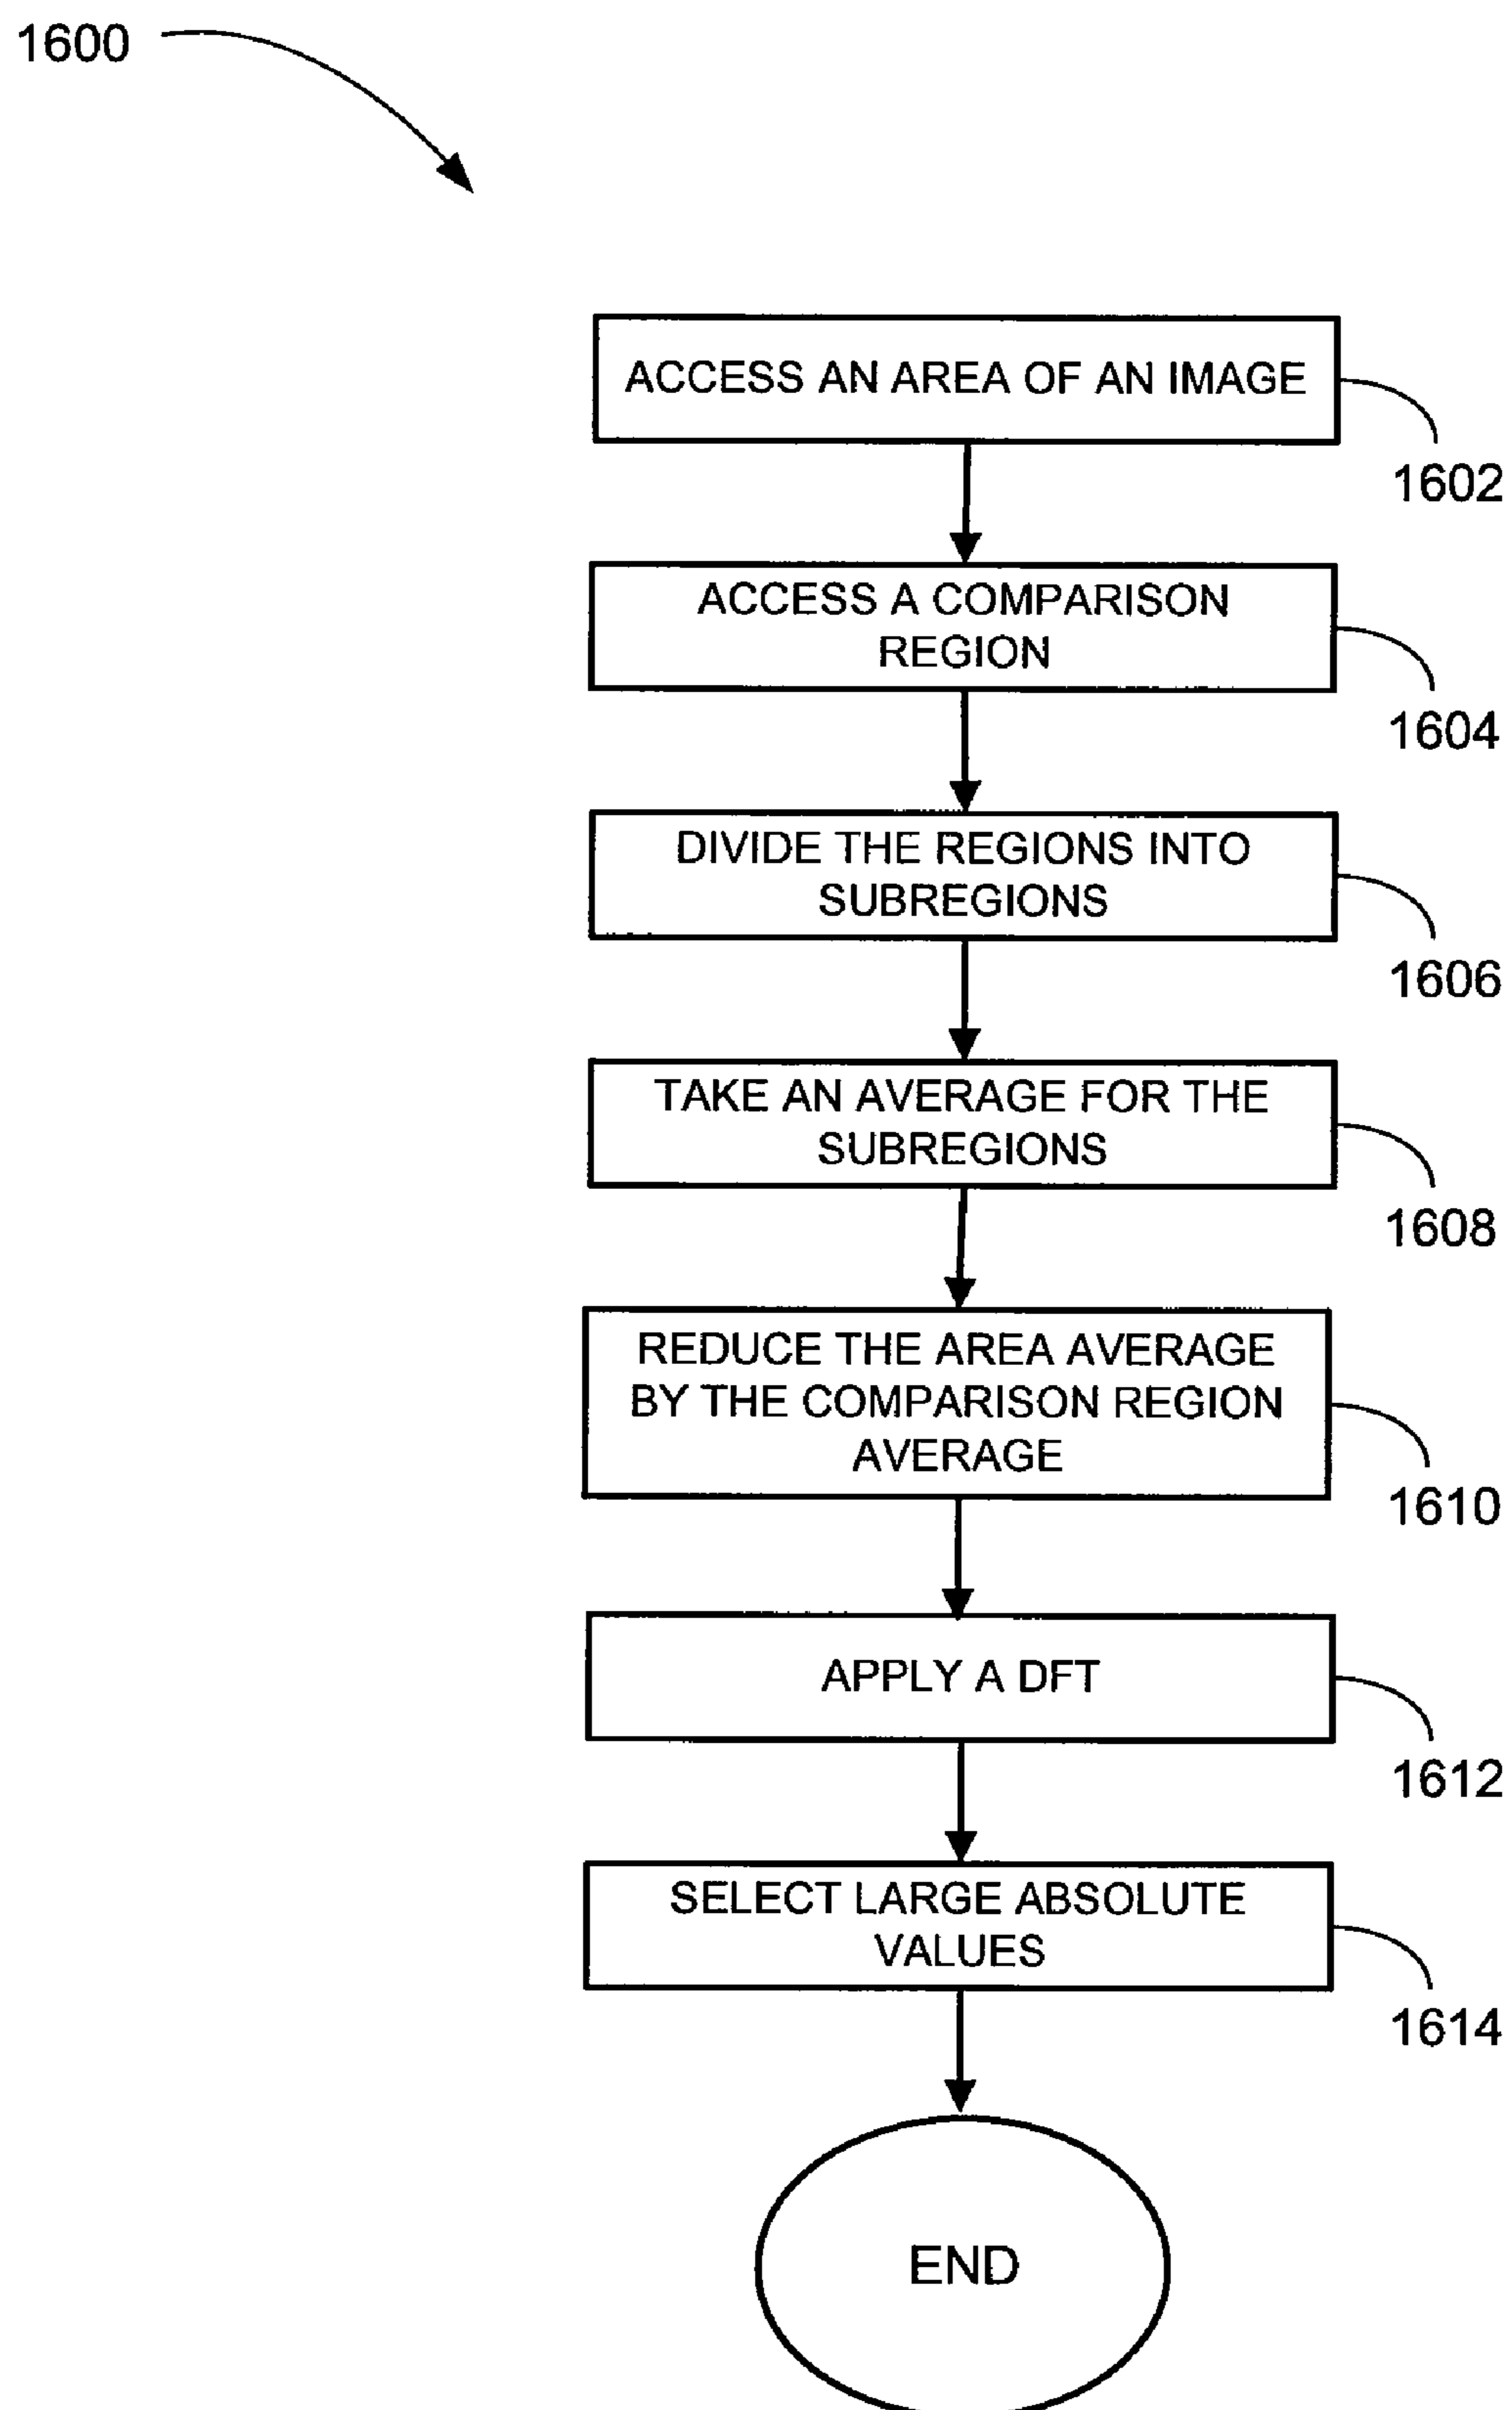 1600
ACCESS AN AREA OF AN IMAGE
1602
ACCESS A COMPARISON
REGION
1604
DIVIDE THE REGIONS INTO
SUBREGIONS
1606
TAKE AN AVERAGE FOR THE
SUBREGIONS
1608
REDUCE THE AREA AVERAGE
BY THE COMPARISON REGION
AVERAGE
1610
APPLY A DFT
1612
SELECT LARGE ABSOLUTE
VALUES
1614
END